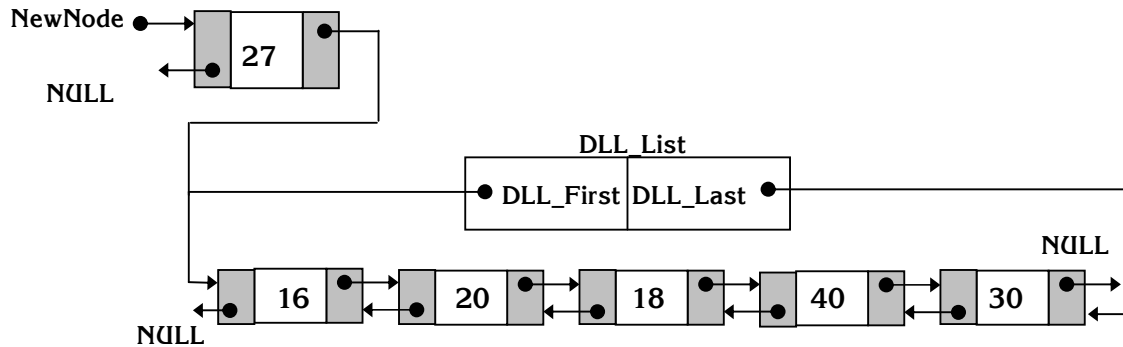 NewNode
27
NULL
DLL_List
DLL_First DLL_Last
NULL
16 20 18 40 30
NULL